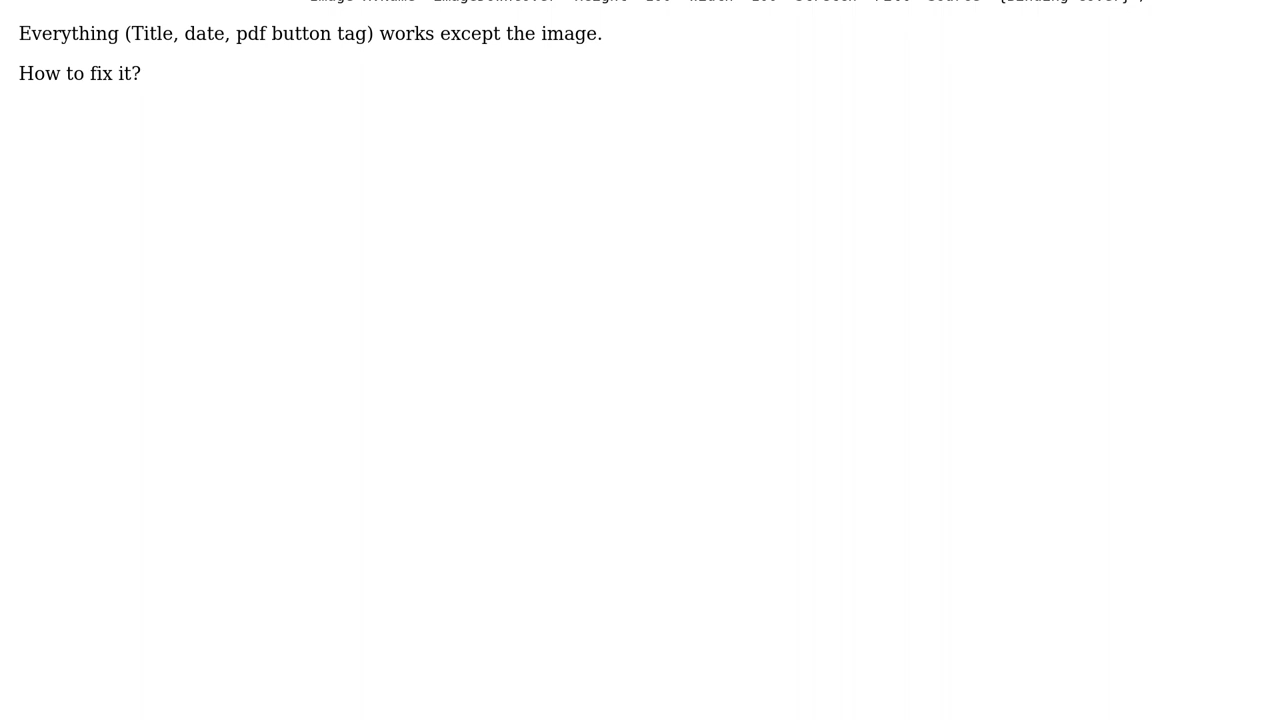 Everything (Title, date, pdf button tag) works except the image.
How to fix it?